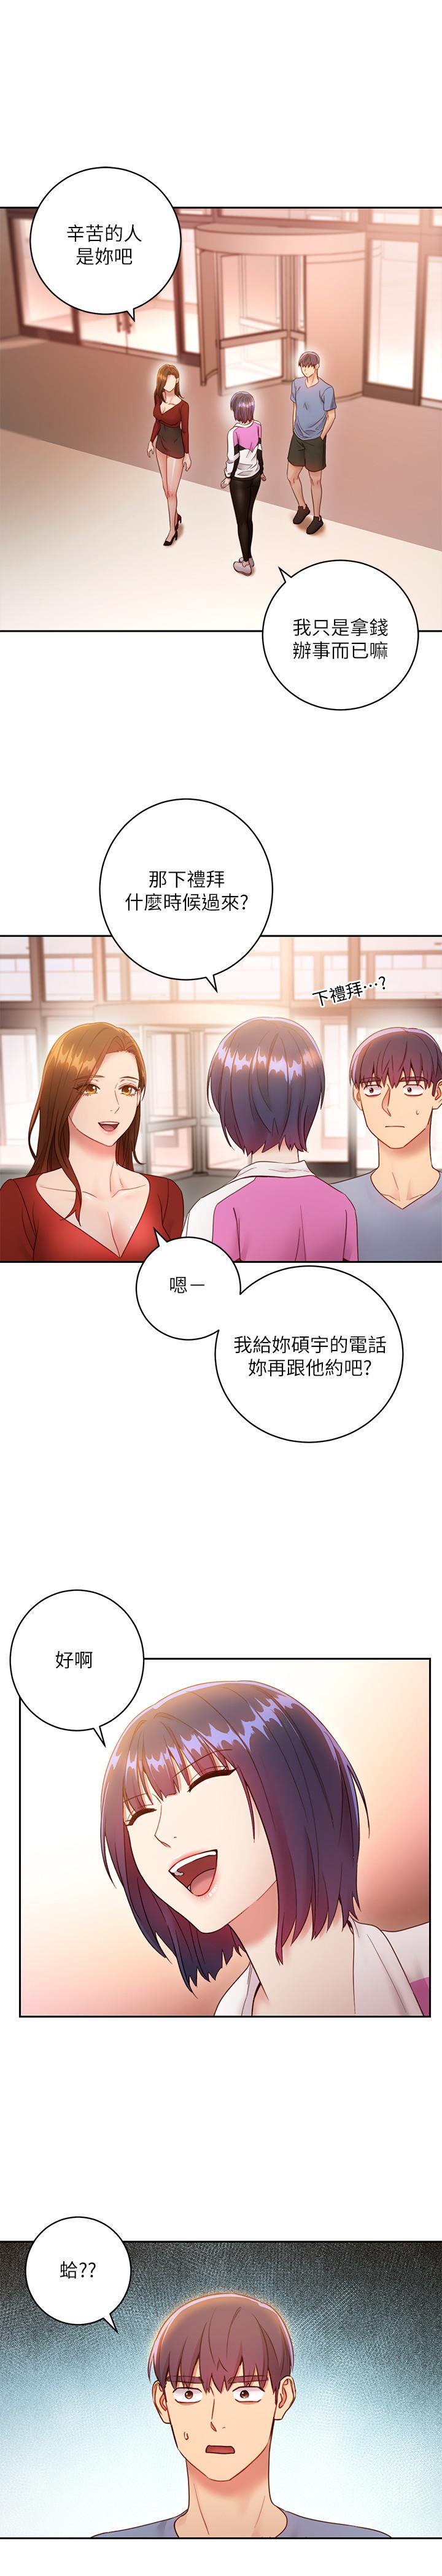 辛苦的人
是妳吧
我只是拿錢
辦事而已嘛
那下禮拜
什麼時候過來?
下禮拜…?
嗯—
我給妳碩宇的電話
妳再跟他約吧?
好啊
蛤??